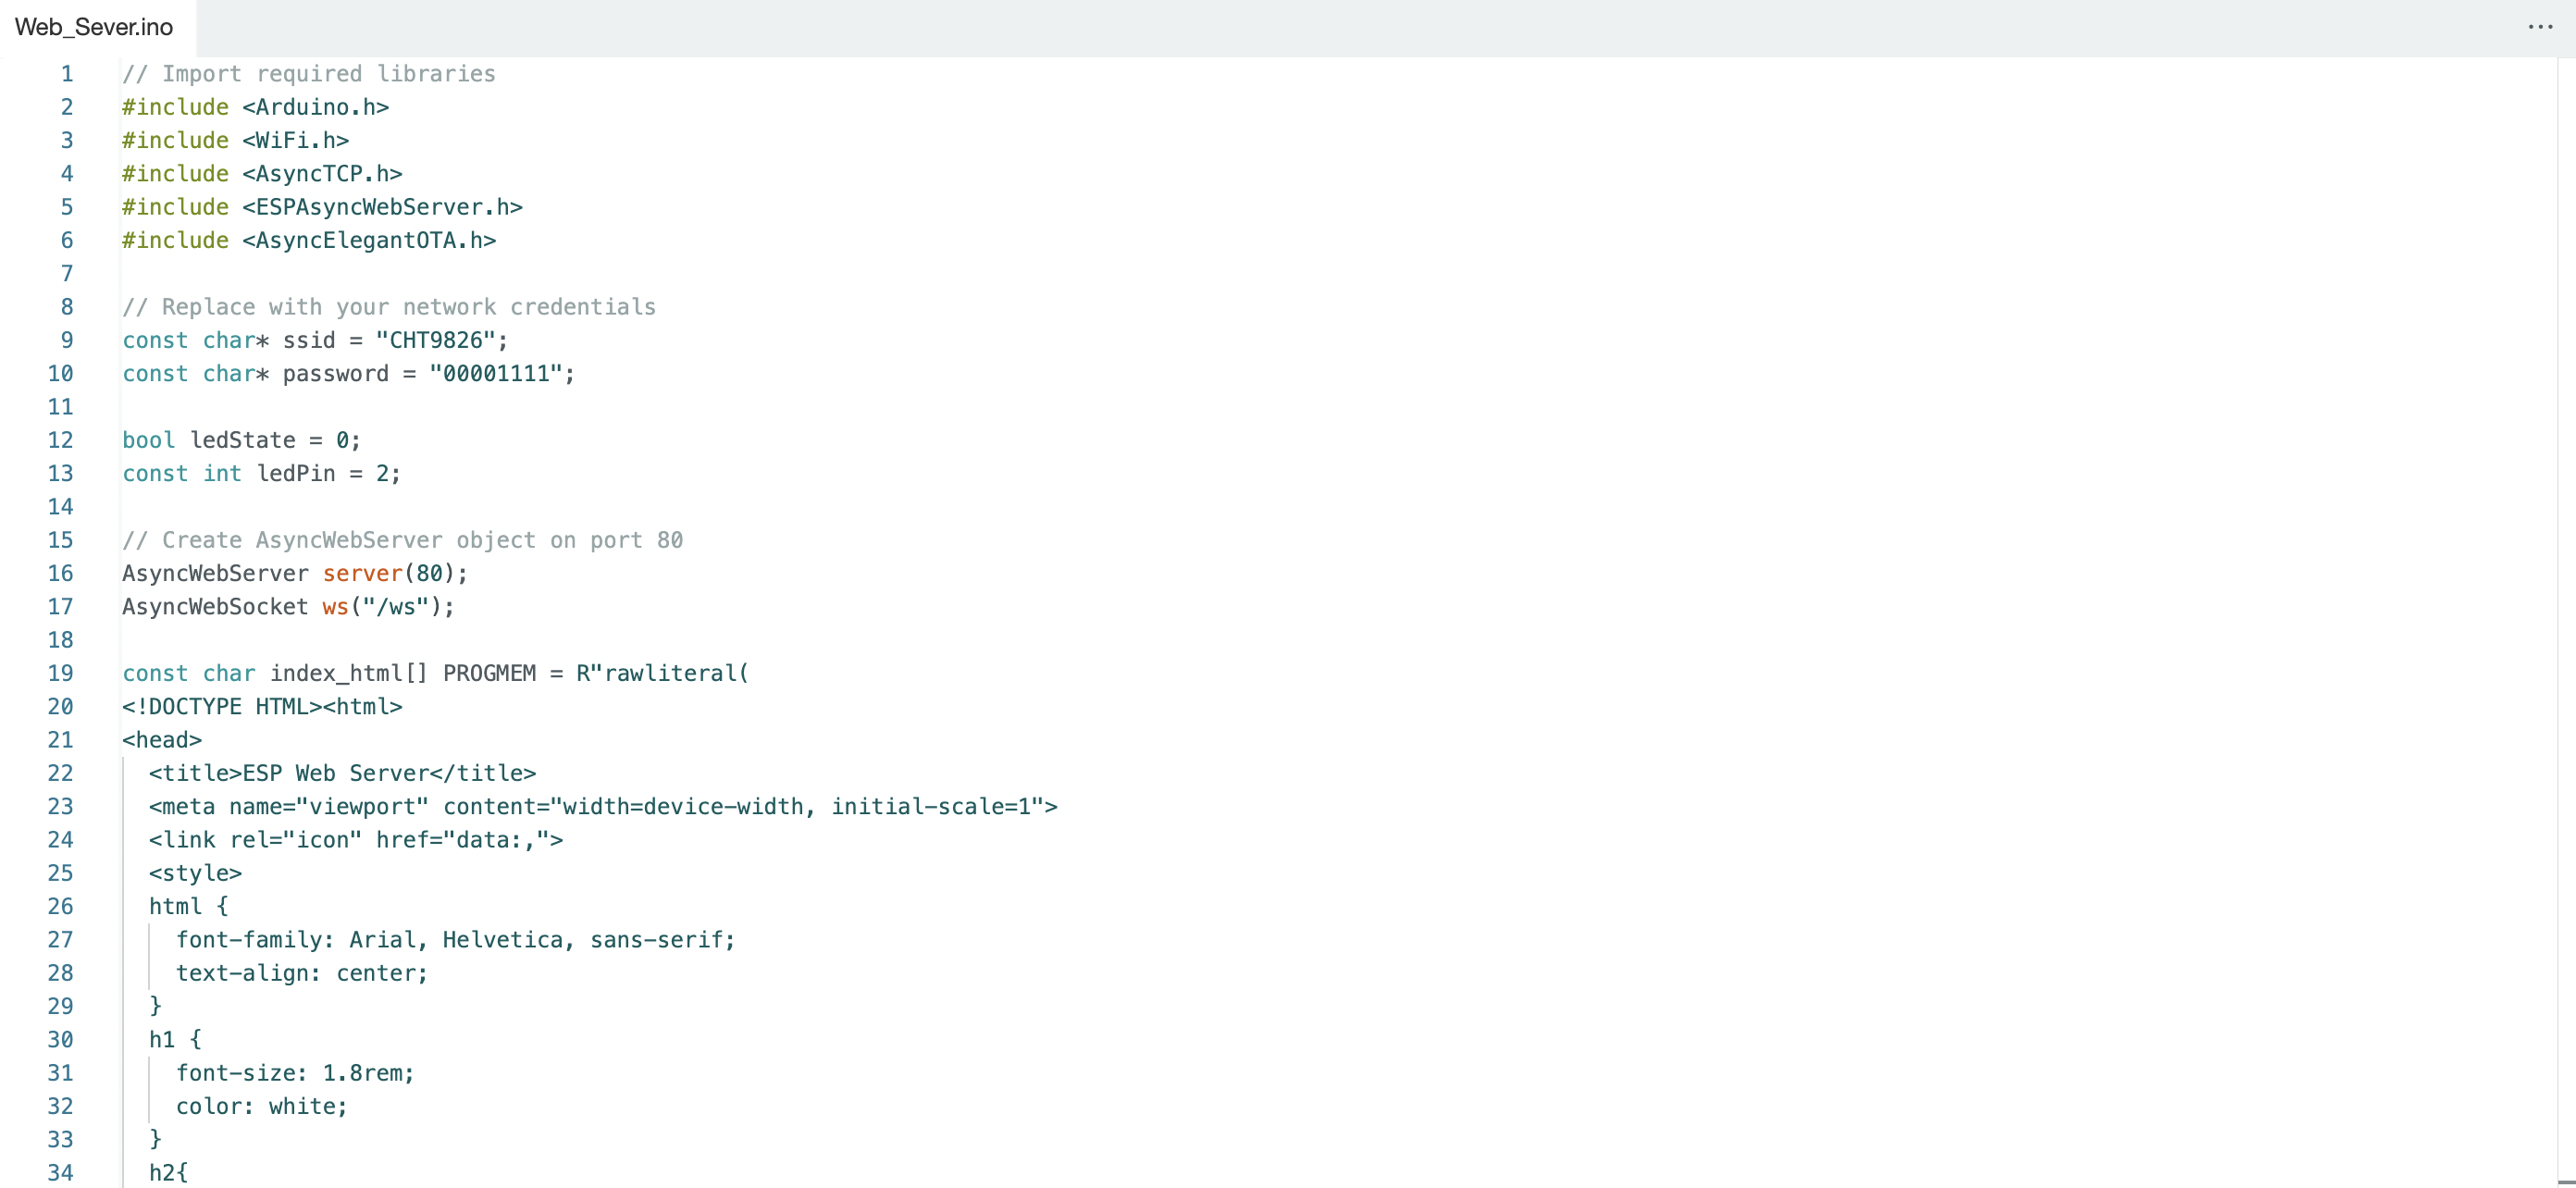 Web_Sever.ino
...
1 // Import required libraries
2 #include <Arduino.h>
3 #include <WiFi.h>
4 #include <AsyncTCP.h>
5 #include <ESPAsyncWebServer.h>
6 #include <AsyncElegantOTA.h>
7
8 // Replace with your network credentials
9 const char* ssid = "CHT9826";
10 const char* password = "00001111";
11
12 bool ledState = 0;
13 const int ledPin = 2;
14
15 // Create AsyncWebServer object on port 80
16 AsyncWebServer server(80);
17 AsyncWebSocket ws("/ws");
18
19 const char index_html[] PROGMEM = R"rawliteral(
20 <!DOCTYPE HTML><html>
21 <head>
22   <title>ESP Web Server</title>
23   <meta name="viewport" content="width=device-width, initial-scale=1">
24   <link rel="icon" href="data:,">
25   <style>
26   html {
27     font-family: Arial, Helvetica, sans-serif;
28     text-align: center;
29   }
30   h1 {
31     font-size: 1.8rem;
32     color: white;
33   }
34   h2{